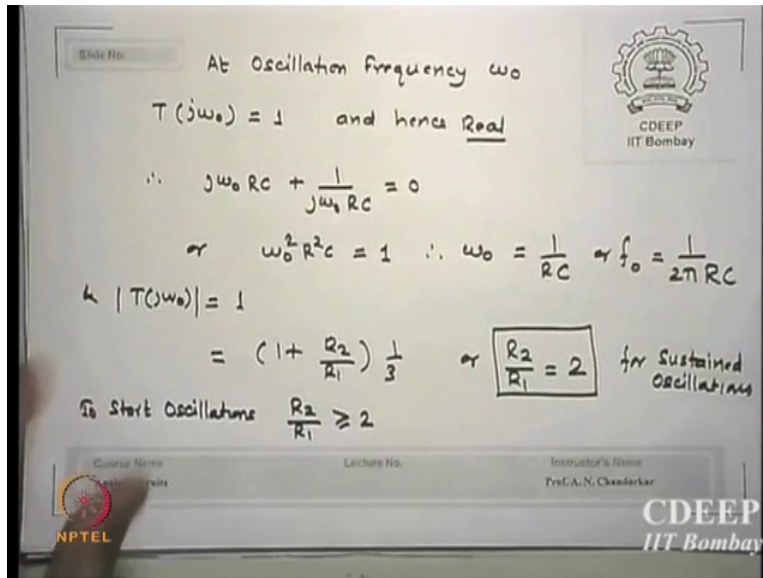 Slide No:
At Oscillation Frequency ω₀
T(jω₀) = 1 and hence Real
∴ jω₀ RC + 1/(jω₀ RC) = 0
or ω₀² R² C = 1 ∴ ω₀ = 1/(RC) or f₀ = 1/(2π RC)
& |T(jω₀)| = 1
= (1 + R₂/R₁) 1/3 or R₂/R₁ = 2 for Sustained Oscillations
To Start Oscillations R₂/R₁ ⩾ 2
CDEEP
IIT Bombay
Course Name
Lecture No.
Instructor's Name
Prof. A. N. Chandorkar
NPTEL
CDEEP
IIT Bombay